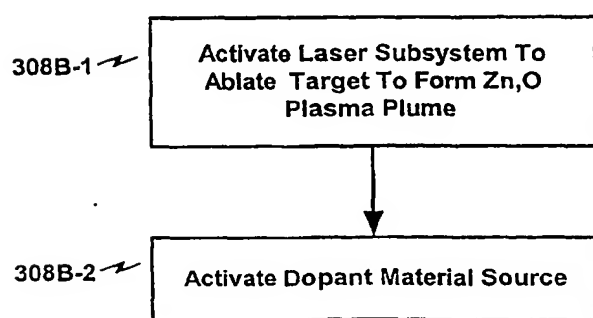 308B-1
Activate Laser Subsystem To
Ablate Target To Form Zn,O
Plasma Plume
308B-2
Activate Dopant Material Source